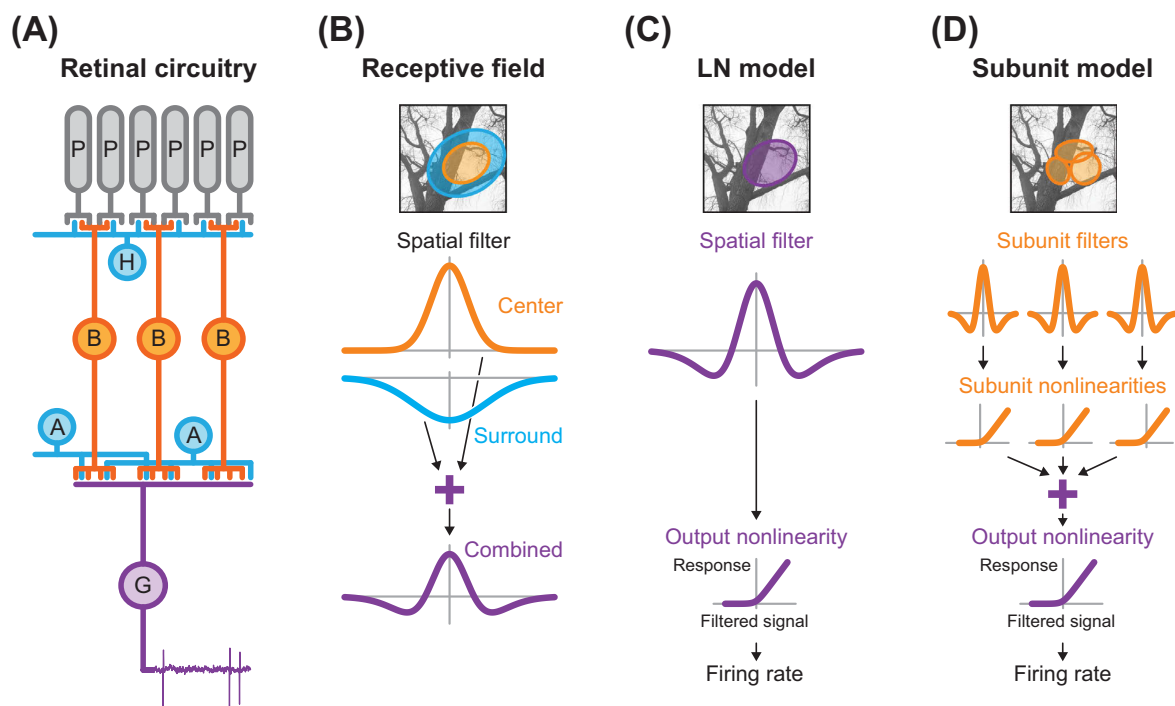 (A)
Retinal circuitry
P P P P P P
H
B B B
A
A
G
(B)
Receptive field
Spatial filter
Center
Surround
Combined
(C)
LN model
Spatial filter
Output nonlinearity
Response
Filtered signal
Firing rate
(D)
Subunit model
Subunit filters
Subunit nonlinearities
Output nonlinearity
Response
Filtered signal
Firing rate